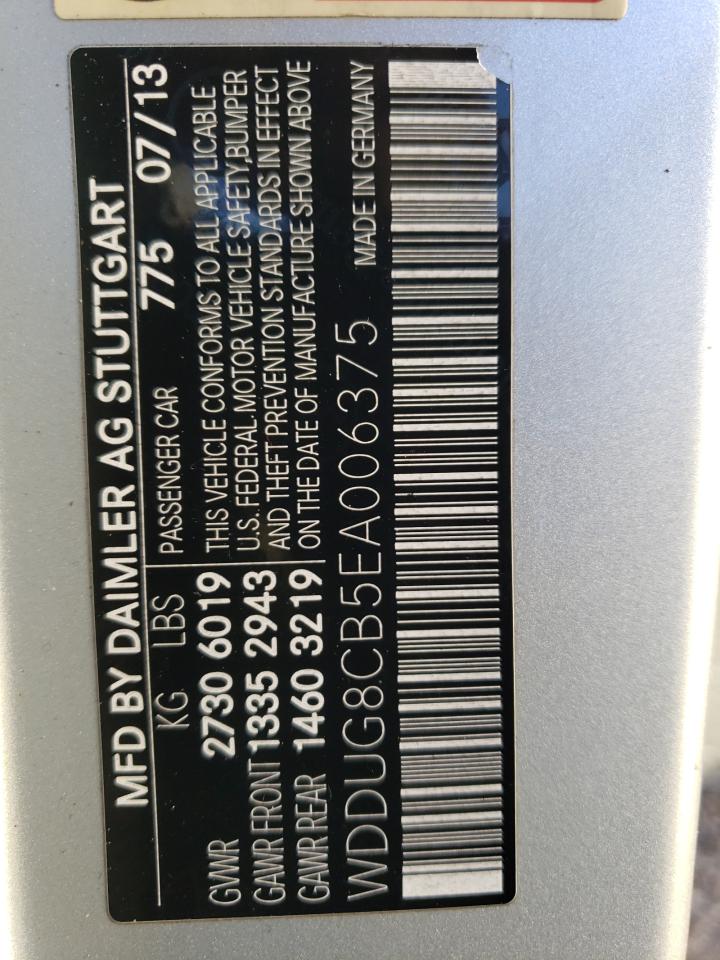 MFD BY DAIMLER AG STUTTGART
775 07/13
KG LBS PASSENGER CAR
GVWR 2730 6019
GAWR FRONT 1335 2943
GAWR REAR 1460 3219
THIS VEHICLE CONFORMS TO ALL APPLICABLE
U.S. FEDERAL MOTOR VEHICLE SAFETY,BUMPER
AND THEFT PREVENTION STANDARDS IN EFFECT
ON THE DATE OF MANUFACTURE SHOWN ABOVE
WDDUG8CB5EA006375 MADE IN GERMANY